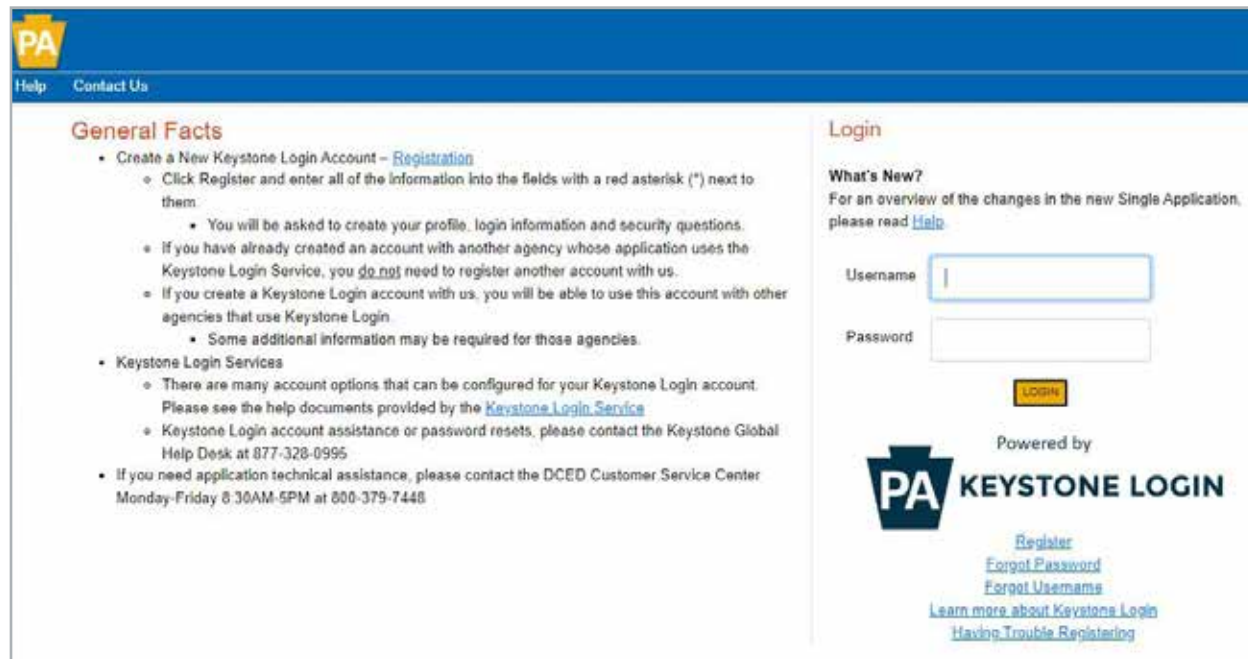 PA
Help Contact Us
General Facts
• Create a New Keystone Login Account – Registration
◦ Click Register and enter all of the information into the fields with a red asterisk (*) next to
them.
▪ You will be asked to create your profile, login information and security questions.
◦ If you have already created an account with another agency whose application uses the
Keystone Login Service, you do not need to register another account with us.
◦ If you create a Keystone Login account with us, you will be able to use this account with other
agencies that use Keystone Login.
▪ Some additional information may be required for those agencies.
• Keystone Login Services
◦ There are many account options that can be configured for your Keystone Login account.
Please see the help documents provided by the Keystone Login Service
◦ Keystone Login account assistance or password resets, please contact the Keystone Global
Help Desk at 877-328-0995
• If you need application technical assistance, please contact the DCED Customer Service Center
Monday-Friday 8:30AM-5PM at 800-379-7448
Login
What's New?
For an overview of the changes in the new Single Application,
please read Help.
Username
Password
LOGIN
Powered by
PA KEYSTONE LOGIN
Register
Forgot Password
Forgot Username
Learn more about Keystone Login
Having Trouble Registering